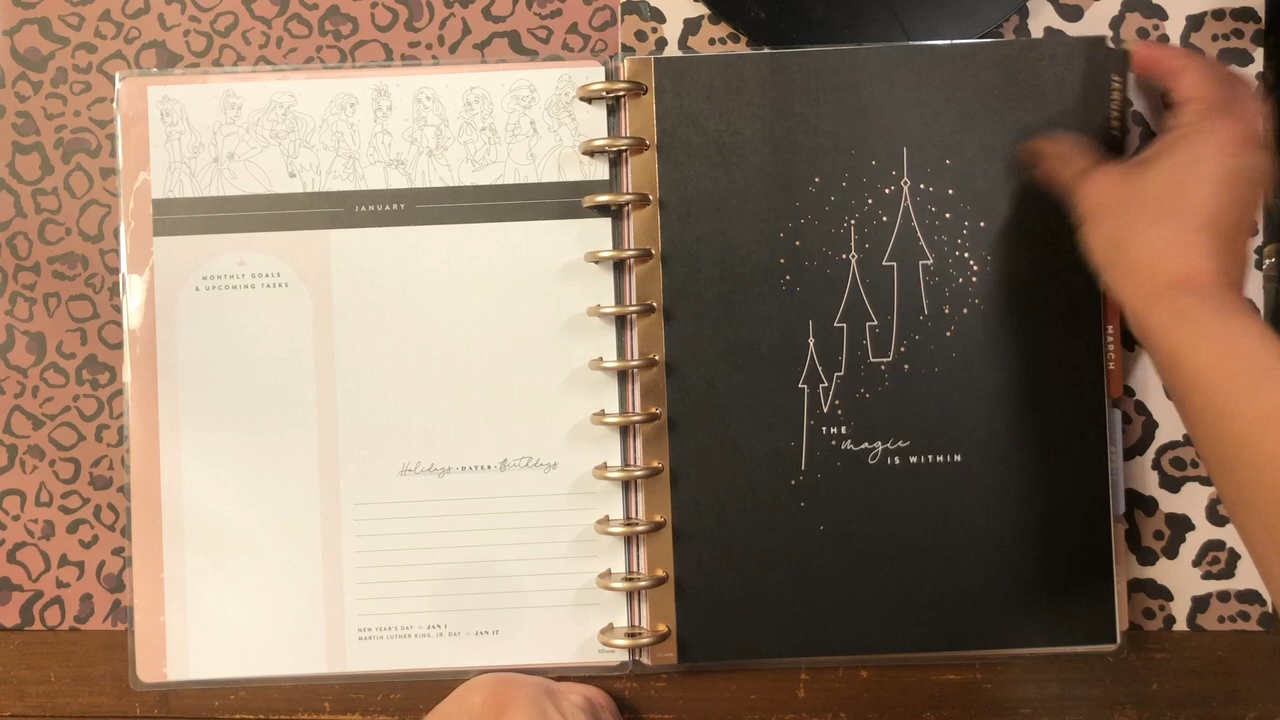 JANUARY
MONTHLY GOALS
& UPCOMING TASKS
Holidays • DATES • Birthdays
NEW YEAR'S DAY JAN 1
MARTIN LUTHER KING, JR. DAY JAN 17
©Disney
THE
magic
IS WITHIN
JANUARY
MARCH